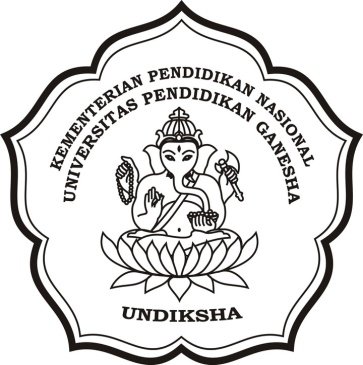 KEMENTERIAN PENDIDIKAN NASIONAL
UNIVERSITAS PENDIDIKAN GANESHA
UNDIKSHA